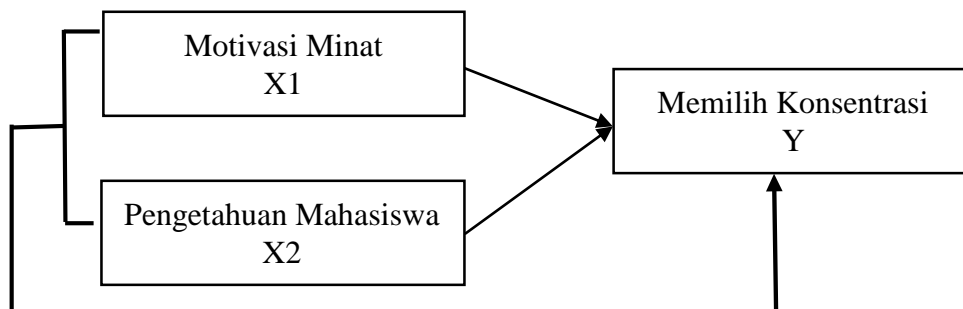 Motivasi Minat
X1
Memilih Konsentrasi
Y
Pengetahuan Mahasiswa
X2